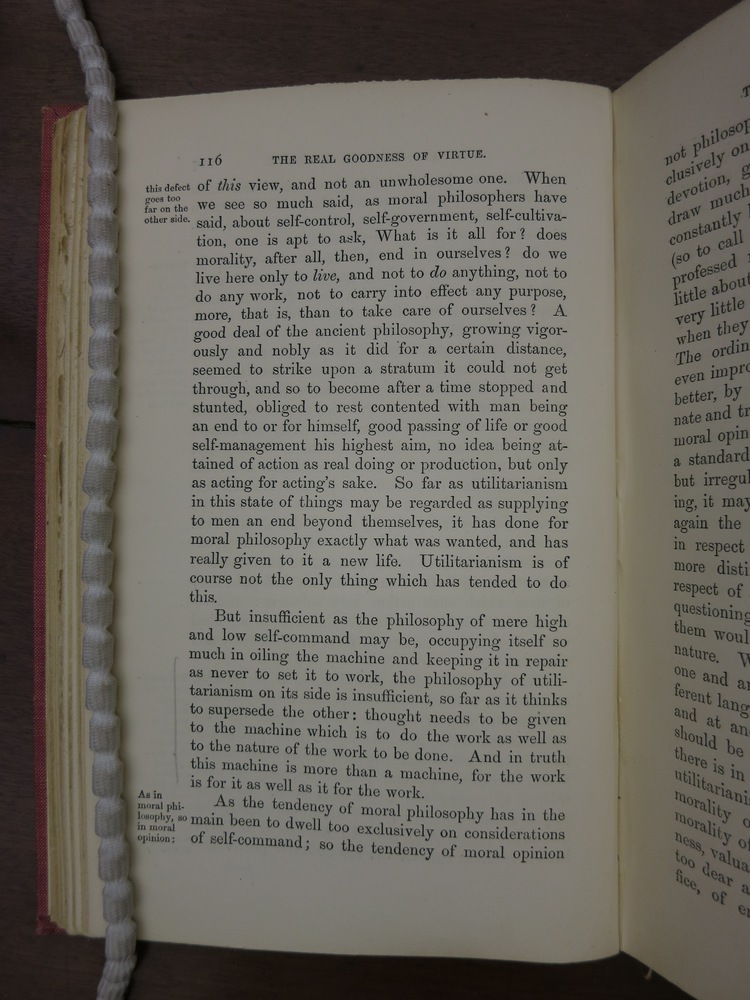 116 THE REAL GOODNESS OF VIRTUE.
this defect
goes too
far on the
other side.
of this view, and not an unwholesome one. When
we see so much said, as moral philosophers have
said, about self-control, self-government, self-cultiva-
tion, one is apt to ask, What is it all for? does
morality, after all, then, end in ourselves? do we
live here only to live, and not to do anything, not to
do any work, not to carry into effect any purpose,
more, that is, than to take care of ourselves? A
good deal of the ancient philosophy, growing vigor-
ously and nobly as it did for a certain distance,
seemed to strike upon a stratum it could not get
through, and so to become after a time stopped and
stunted, obliged to rest contented with man being
an end to or for himself, good passing of life or good
self-management his highest aim, no idea being at-
tained of action as real doing or production, but only
as acting for acting's sake. So far as utilitarianism
in this state of things may be regarded as supplying
to men an end beyond themselves, it has done for
moral philosophy exactly what was wanted, and has
really given to it a new life. Utilitarianism is of
course not the only thing which has tended to do
this.
But insufficient as the philosophy of mere high
and low self-command may be, occupying itself so
much in oiling the machine and keeping it in repair
as never to set it to work, the philosophy of utili-
tarianism on its side is insufficient, so far as it thinks
to supersede the other: thought needs to be given
to the machine which is to do the work as well as
to the nature of the work to be done. And in truth
this machine is more than a machine, for the work
is for it as well as it for the work.
As in
moral phi-
losophy, so
in moral
opinion:
As the tendency of moral philosophy has in the
main been to dwell too exclusively on considerations
of self-command; so the tendency of moral opinion
not philosop
clusively on
devotion, g
draw much
constantly
(so to call
professed
little about
very little
when they
The ordin
even impro
better, by
nate and tr
moral opin
a standard
but irregul
ing, it may
again the
in respect
more disti
respect of
questioning
them woul
nature. W
one and an
ferent lang
and at an
should be
there is in
utilitariani
morality o
morality of
ness, valua
too dear a
fice, of en